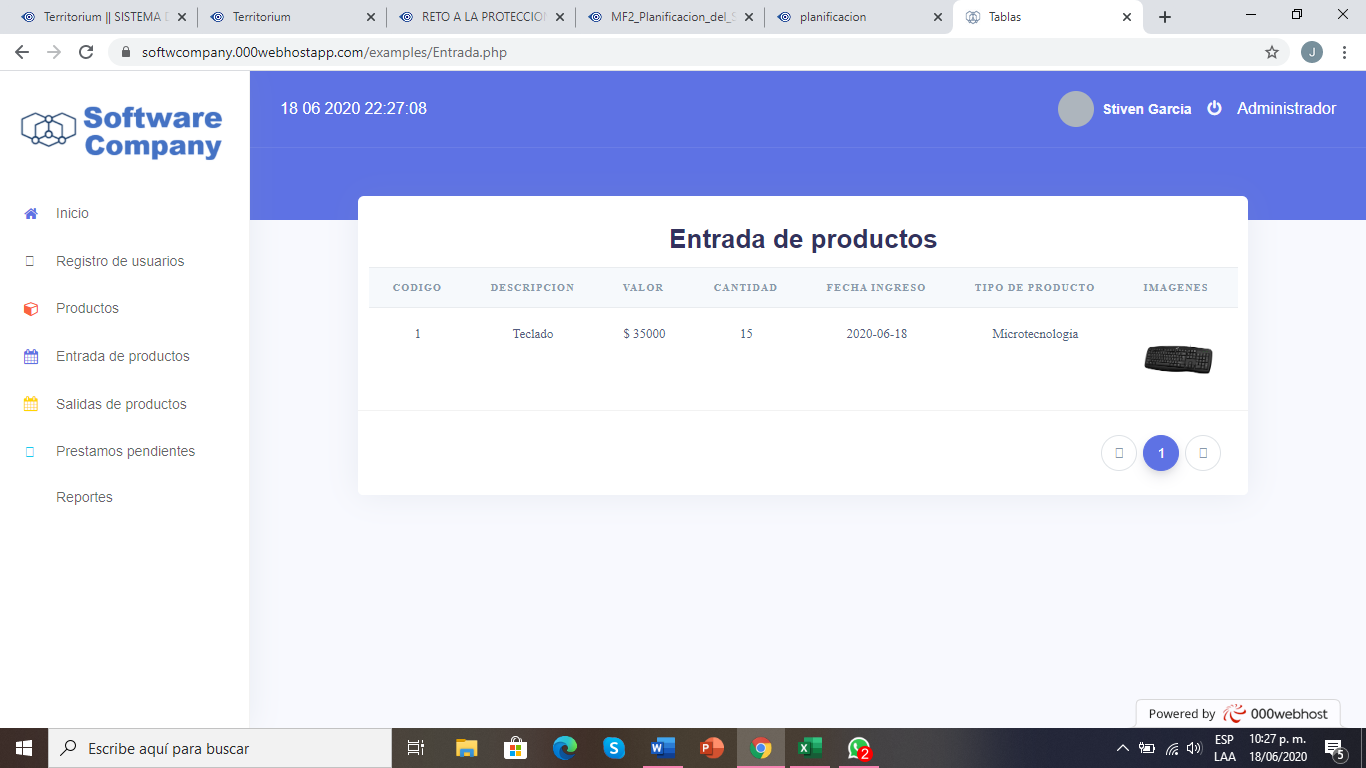 Territorium || SISTEMA D
Territorium
RETO A LA PROTECCION
MF2_Planificacion_del_S
planificacion
Tablas
softwcompany.000webhostapp.com/examples/Entrada.php
J
Software
Company
18 06 2020 22:27:08
Stiven Garcia
Administrador
Inicio
Registro de usuarios
Productos
Entrada de productos
Salidas de productos
Prestamos pendientes
Reportes
Entrada de productos
CODIGO DESCRIPCION VALOR CANTIDAD FECHA INGRESO TIPO DE PRODUCTO IMAGENES
1 Teclado $ 35000 15 2020-06-18 Microtecnologia
1
Powered by 000webhost
Escribe aquí para buscar
2
ESP
LAA
10:27 p. m.
18/06/2020
5